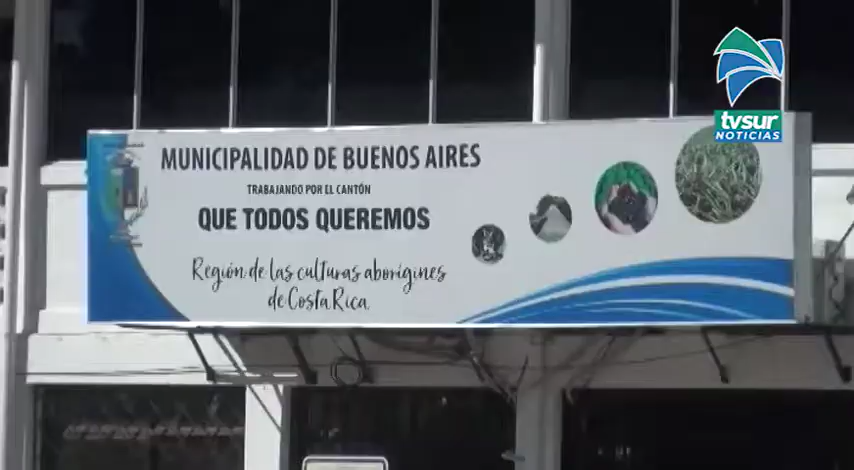 tvsur
NOTICIAS
MUNICIPALIDAD DE BUENOS AIRES
TRABAJANDO POR EL CANTÓN
QUE TODOS QUEREMOS
Región de las culturas aborígines
de Costa Rica